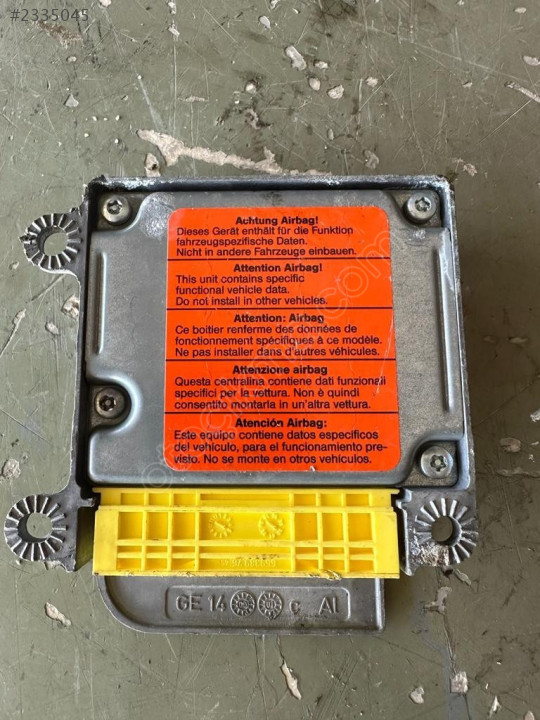 #2335045
Achtung Airbag!
Dieses Gerät enthält für die Funktion
fahrzeugspezifische Daten.
Nicht in andere Fahrzeuge einbauen.
Attention Airbag!
This unit contains specific
functional vehicle data.
Do not install in other vehicles.
Attention: Airbag
Ce boitier renferme des données de
fonctionnement spécifiques à ce modèle.
Ne pas installer dans d'autres véhicules.
Attenzione airbag
Questa centralina contiene dati funzionali
specifici per la vettura. Non è quindi
consentito montarla in un'altra vettura.
Atención Airbag:
Este equipo contiene datos especificos
del vehiculo, para el funcionamiento pre-
visto. No se monte en otros vehículos.
GE 14 C Al